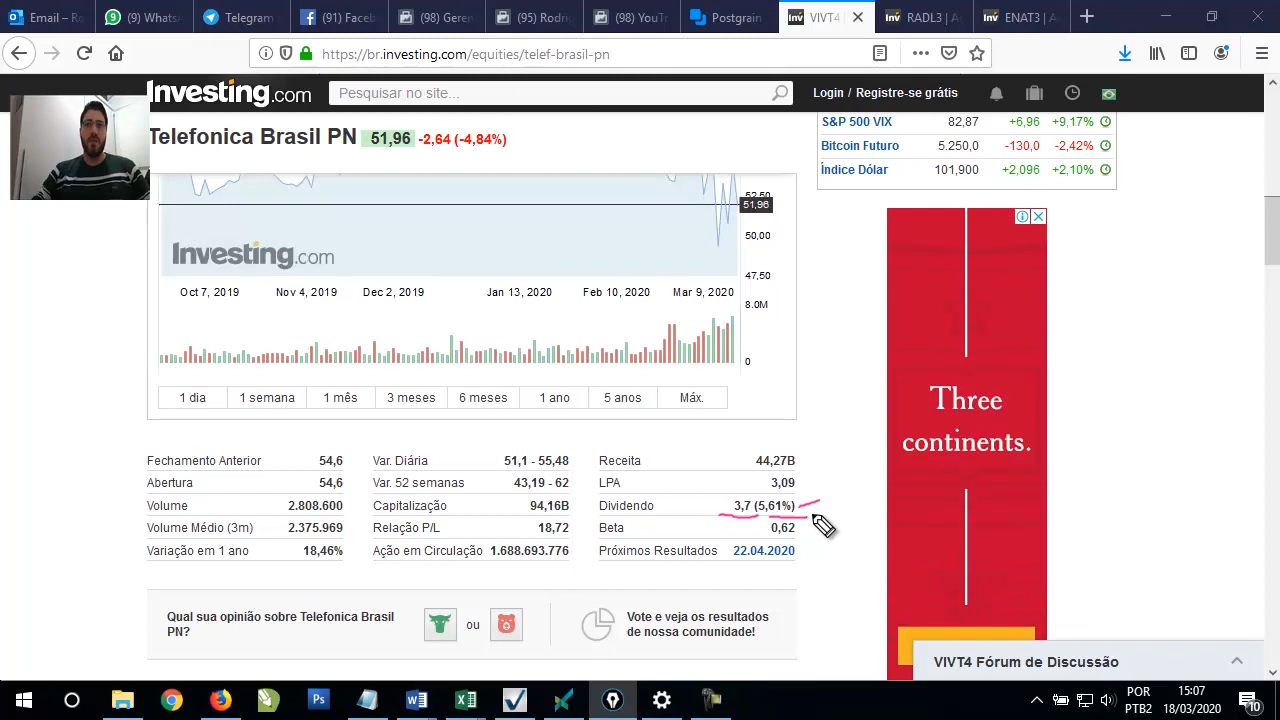 Email – Ro
(9) Whats
Telegram
(31) Faceb
(98) Geren
(95) Rodri
(98) YouT
Postgrain
VIVT4
RADL3 | A
ENAT3 | A
https://br.investing.com/equities/telef-brasil-pn
Investing.com
Pesquisar no site...
Login / Registre-se grátis
Telefonica Brasil PN 51,96 -2,64 (-4,84%)
S&P 500 VIX 82,87 +6,96 +9,17%
Bitcoin Futuro 5.250,0 -130,0 -2,42%
Índice Dólar 101,900 +2,096 +2,10%
52,50
51,96
50,00
47,50
Investing.com
Oct 7, 2019 Nov 4, 2019 Dec 2, 2019 Jan 13, 2020 Feb 10, 2020 Mar 9, 2020
8.0M
0
1 dia
mana
1 mês
3 meses
6 meses
1 ano
5 anos
Máx.
Fechamento Anterior 54,6
Var. Diária 51,1 - 55,48
Receita 44,27B
Abertura 54,6
Var. 52 semanas 43,19 - 62
LPA 3,09
Volume 2.808.600
Capitalização 94,16B
Dividendo 3,7 (5,61%)
Volume Médio (3m) 2.375.969
Relação P/L 18,72
Beta 0,62
Variação em 1 ano 18,46%
Ação em Circulação 1.688.693.776
Próximos Resultados 22.04.2020
Qual sua opinião sobre Telefonica Brasil
PN?
ou
Vote e veja os resultados
de nossa comunidade!
Three
continents.
VIVT4 Fórum de Discussão
POR
PTB2
15:07
18/03/2020
10